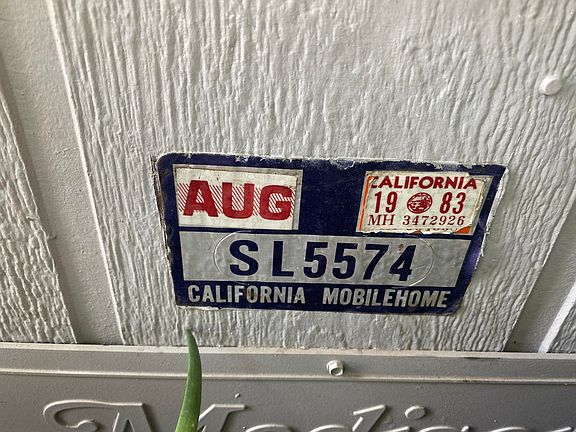 AUG
CALIFORNIA
19 83
MH 3472926
SL5574
CALIFORNIA MOBILEHOME